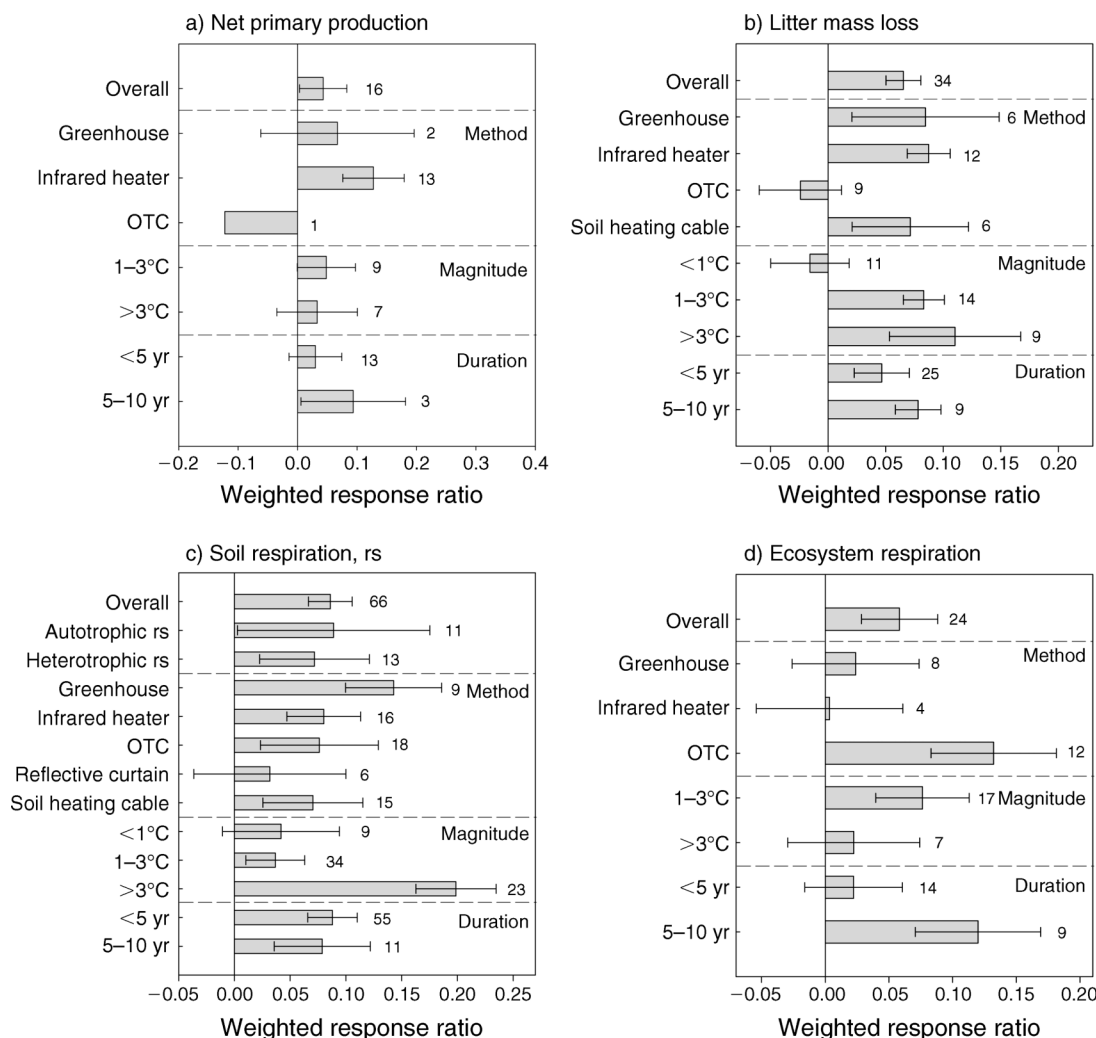 a) Net primary production
Overall 16
Greenhouse 2 Method
Infrared heater 13
OTC 1
1–3°C 9 Magnitude
>3°C 7
<5 yr 13 Duration
5–10 yr 3
−0.2 −0.1 0.0 0.1 0.2 0.3 0.4
Weighted response ratio
b) Litter mass loss
Overall 34
Greenhouse 6 Method
Infrared heater 12
OTC 9
Soil heating cable 6
<1°C 11 Magnitude
1–3°C 14
>3°C 9
<5 yr 25 Duration
5–10 yr 9
−0.05 0.00 0.05 0.10 0.15 0.20
Weighted response ratio
c) Soil respiration, rs
Overall 66
Autotrophic rs 11
Heterotrophic rs 13
Greenhouse 9 Method
Infrared heater 16
OTC 18
Reflective curtain 6
Soil heating cable 15
<1°C 9 Magnitude
1–3°C 34
>3°C 23
<5 yr 55 Duration
5–10 yr 11
−0.05 0.00 0.05 0.10 0.15 0.20 0.25
Weighted response ratio
d) Ecosystem respiration
Overall 24
Method
Greenhouse 8
Infrared heater 4
OTC 12
1–3°C 17 Magnitude
>3°C 7
<5 yr 14 Duration
5–10 yr 9
−0.05 0.00 0.05 0.10 0.15 0.20
Weighted response ratio